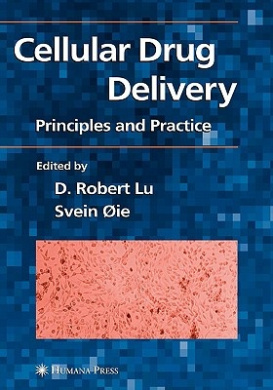 Cellular Drug
Delivery
Principles and Practice
Edited by
D. Robert Lu
Svein Øie
HUMANA PRESS